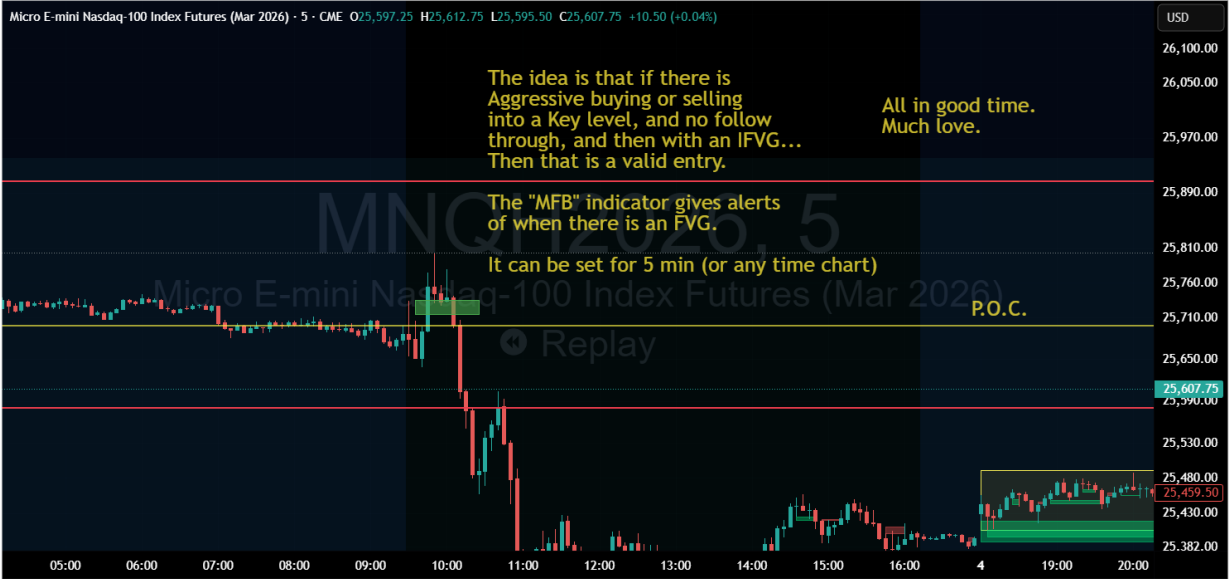 Micro E-mini Nasdaq-100 Index Futures (Mar 2026) · 5 · CME O25,597.25 H25,612.75 L25,595.50 C25,607.75 +10.50 (+0.04%)
USD
The idea is that if there is
Aggressive buying or selling
into a Key level, and no follow
through, and then with an IFVG...
Then that is a valid entry.
All in good time.
Much love.
The "MFB" indicator gives alerts
of when there is an FVG.
It can be set for 5 min (or any time chart)
MNQH2026, 5
Micro E-mini Nasdaq-100 Index Futures (Mar 2026)
Replay
P.O.C.
26,100.00
26,050.00
25,970.00
25,890.00
25,810.00
25,760.00
25,710.00
25,650.00
25,607.75
25,590.00
25,530.00
25,480.00
25,459.50
25,430.00
25,382.00
05:00 06:00 07:00 08:00 09:00 10:00 11:00 12:00 13:00 14:00 15:00 16:00 4 19:00 20:00